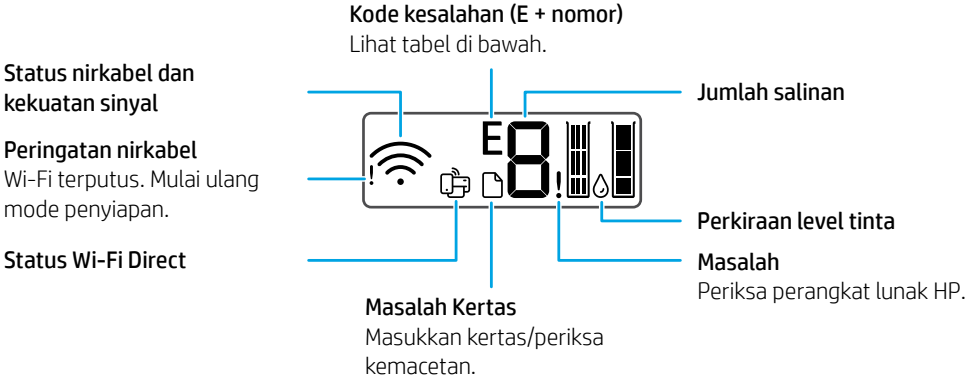 Kode kesalahan (E + nomor)
Lihat tabel di bawah.
Status nirkabel dan
kekuatan sinyal
Jumlah salinan
Peringatan nirkabel
Wi-Fi terputus. Mulai ulang
mode penyiapan.
E 8
!
!
Perkiraan level tinta
Status Wi-Fi Direct
Masalah
Periksa perangkat lunak HP.
Masalah Kertas
Masukkan kertas/periksa
kemacetan.